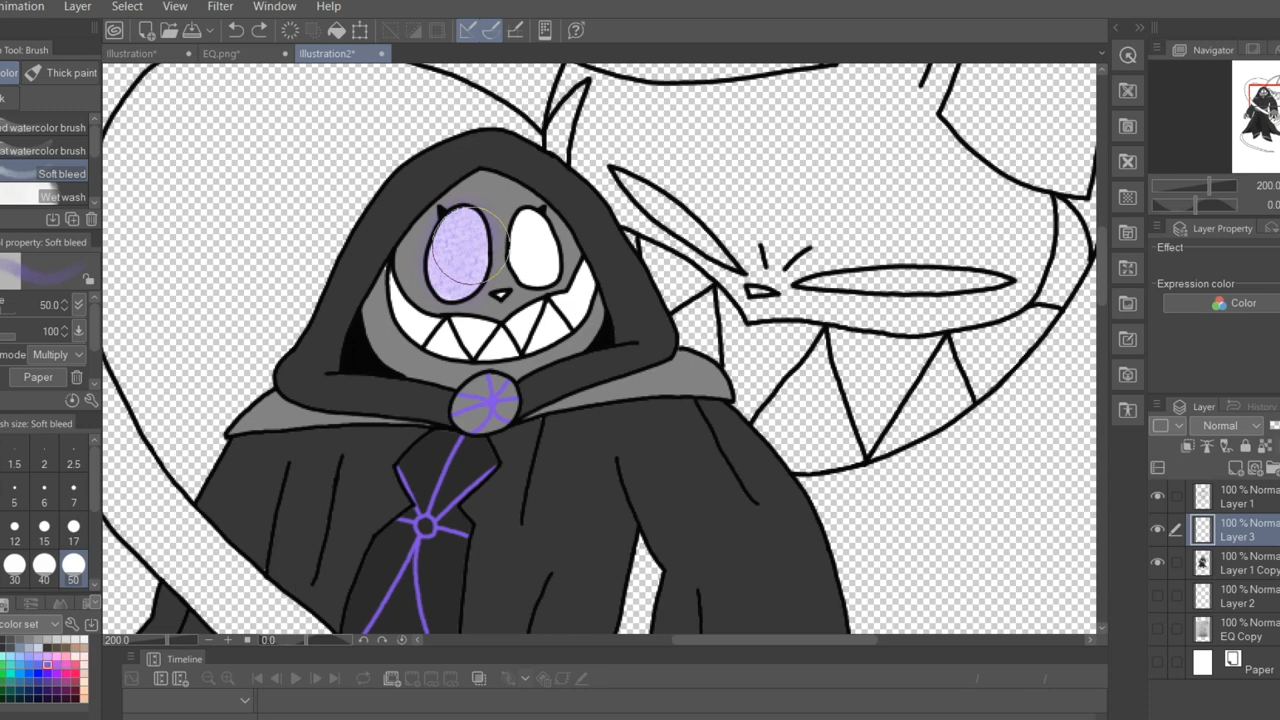 nimation Layer Select View Filter Window Help
Tool: Brush
Illustration* EQ.png* Illustration2*
Navigator
olor Thick paint
k
ed watercolor brush
at watercolor brush
Soft bleed
Wet wash
ol property: Soft bleed
50.0
100
mode Multiply
Paper
sh size: Soft bleed
1.5 2 2.5
5 6 7
12 15 17
30 40 50
color set
200.0
0.0
Timeline
200.0
0.0
Layer Property
Effect
Expression color
Color
Layer Histor
Normal
100 % Norma
Layer 1
100 % Norma
Layer 3
100 % Norma
Layer 1 Copy
100 % Norma
Layer 2
100 % Norma
EQ Copy
Paper